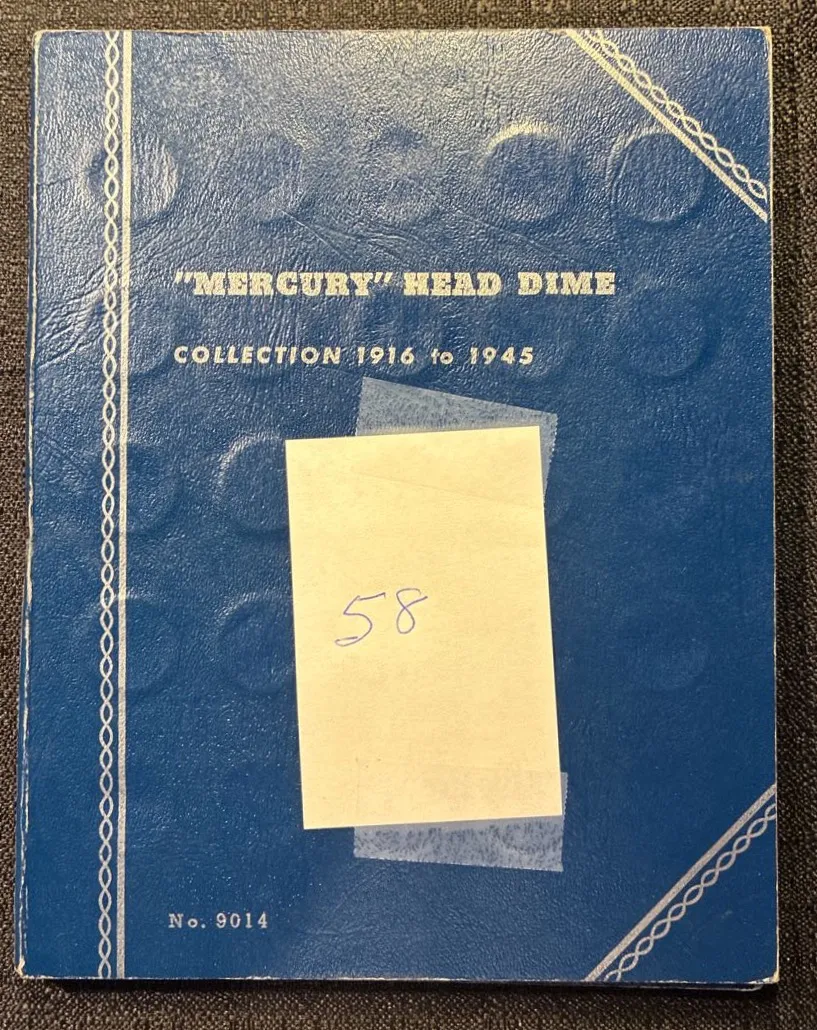 "MERCURY" HEAD DIME
COLLECTION 1916 to 1945
58
No. 9014